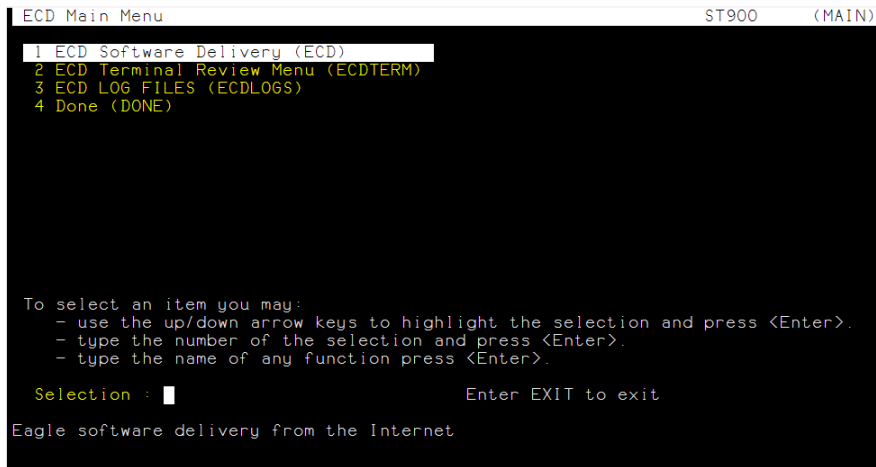 ECD Main Menu ST900 (MAIN)
1 ECD Software Delivery (ECD)
2 ECD Terminal Review Menu (ECDTERM)
3 ECD LOG FILES (ECDLOGS)
4 Done (DONE)
To select an item you may:
- use the up/down arrow keys to highlight the selection and press <Enter>.
- type the number of the selection and press <Enter>.
- type the name of any function press <Enter>.
Selection : Enter EXIT to exit
Eagle software delivery from the Internet